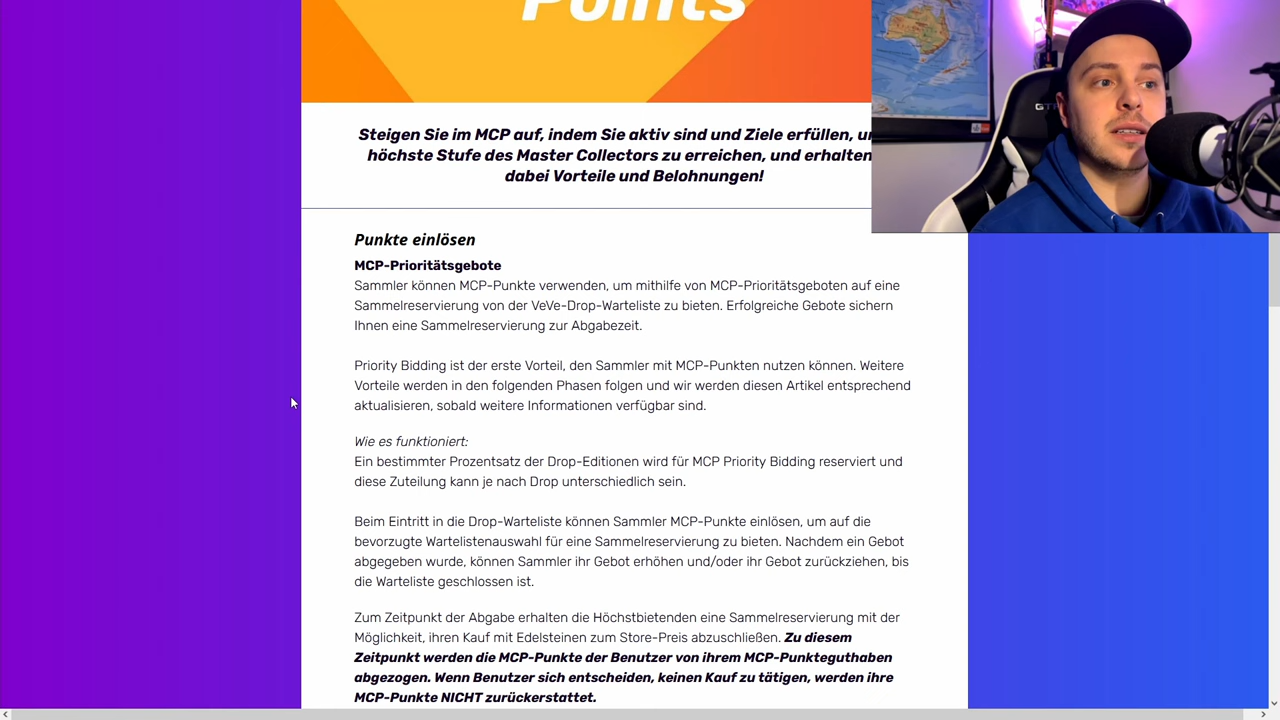 Points
Steigen Sie im MCP auf, indem Sie aktiv sind und Ziele erfüllen,
höchste Stufe des Master Collectors zu erreichen, und erhalten
dabei Vorteile und Belohnungen!
Punkte einlösen
MCP-Prioritätsgebote
Sammler können MCP-Punkte verwenden, um mithilfe von MCP-Prioritätsgeboten auf eine
Sammelreservierung von der VeVe-Drop-Warteliste zu bieten. Erfolgreiche Gebote sichern
Ihnen eine Sammelreservierung zur Abgabezeit.
Priority Bidding ist der erste Vorteil, den Sammler mit MCP-Punkten nutzen können. Weitere
Vorteile werden in den folgenden Phasen folgen und wir werden diesen Artikel entsprechend
aktualisieren, sobald weitere Informationen verfügbar sind.
Wie es funktioniert:
Ein bestimmter Prozentsatz der Drop-Editionen wird für MCP Priority Bidding reserviert und
diese Zuteilung kann je nach Drop unterschiedlich sein.
Beim Eintritt in die Drop-Warteliste können Sammler MCP-Punkte einlösen, um auf die
bevorzugte Wartelistenauswahl für eine Sammelreservierung zu bieten. Nachdem ein Gebot
abgegeben wurde, können Sammler ihr Gebot erhöhen und/oder ihr Gebot zurückziehen, bis
die Warteliste geschlossen ist.
Zum Zeitpunkt der Abgabe erhalten die Höchstbietenden eine Sammelreservierung mit der
Möglichkeit, ihren Kauf mit Edelsteinen zum Store-Preis abzuschließen. Zu diesem
Zeitpunkt werden die MCP-Punkte der Benutzer von ihrem MCP-Punkteguthaben
abgezogen. Wenn Benutzer sich entscheiden, keinen Kauf zu tätigen, werden ihre
MCP-Punkte NICHT zurückerstattet.